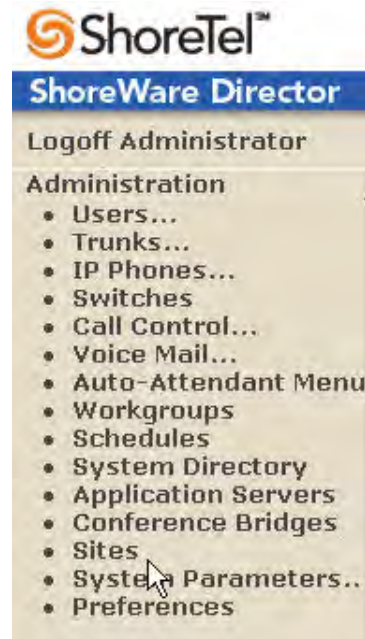 ShoreTel™
ShoreWare Director
Logoff Administrator
Administration
• Users...
• Trunks...
• IP Phones...
• Switches
• Call Control...
• Voice Mail...
• Auto-Attendant Menu
• Workgroups
• Schedules
• System Directory
• Application Servers
• Conference Bridges
• Sites
• System Parameters..
• Preferences